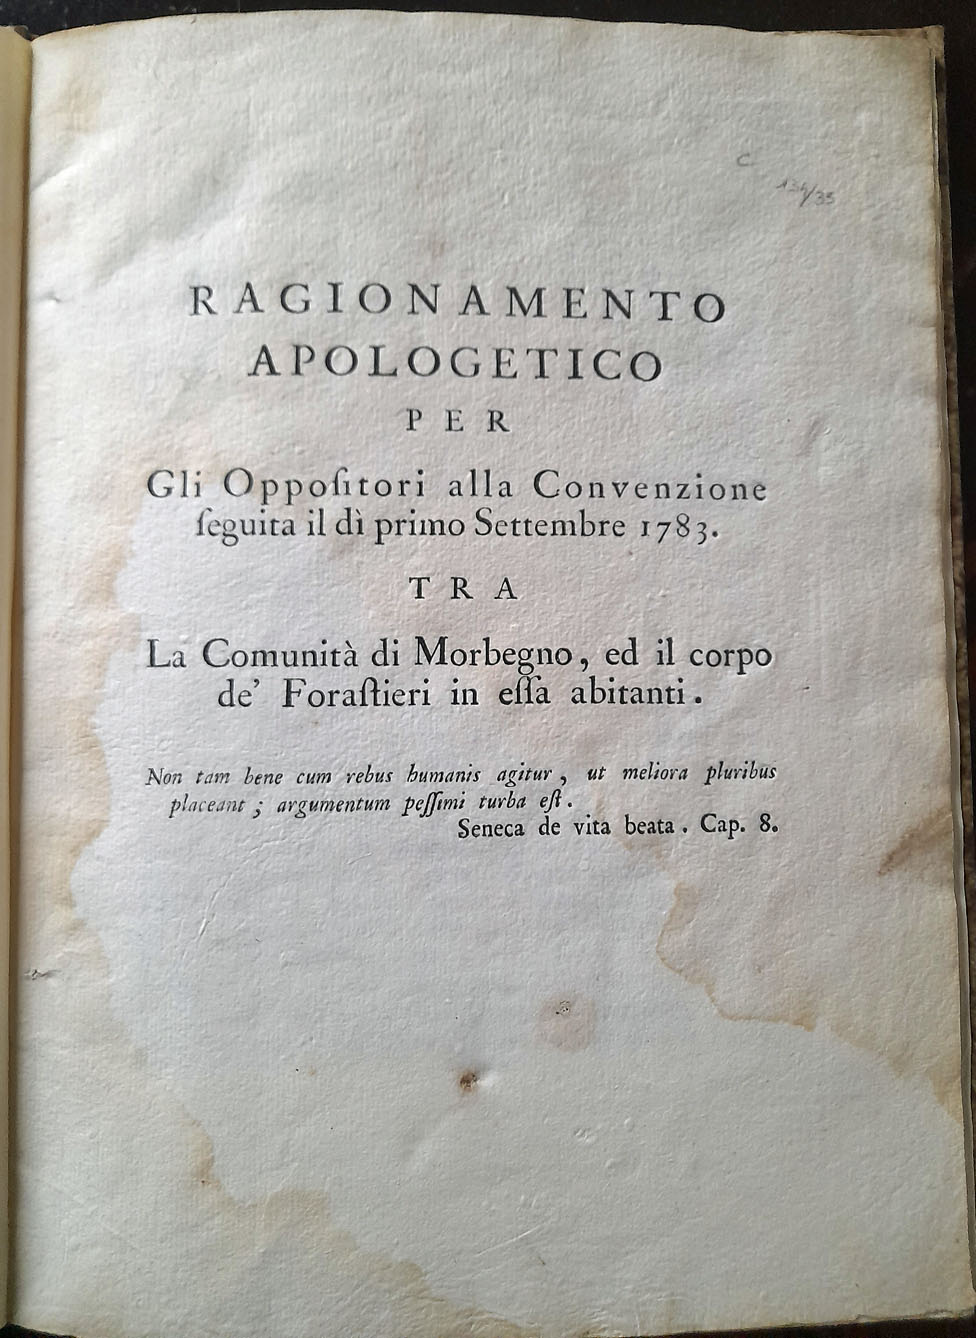 C
134/35
RAGIONAMENTO
APOLOGETICO
PER
Gli Oppoſitori alla Convenzione
ſeguita il dì primo Settembre 1783.
TRA
La Comunità di Morbegno, ed il corpo
de' Foraſtieri in eſſa abitanti.
Non tam bene cum rebus humanis agitur, ut meliora pluribus
placeant; argumentum peſſimi turba eſt.
Seneca de vita beata. Cap. 8.